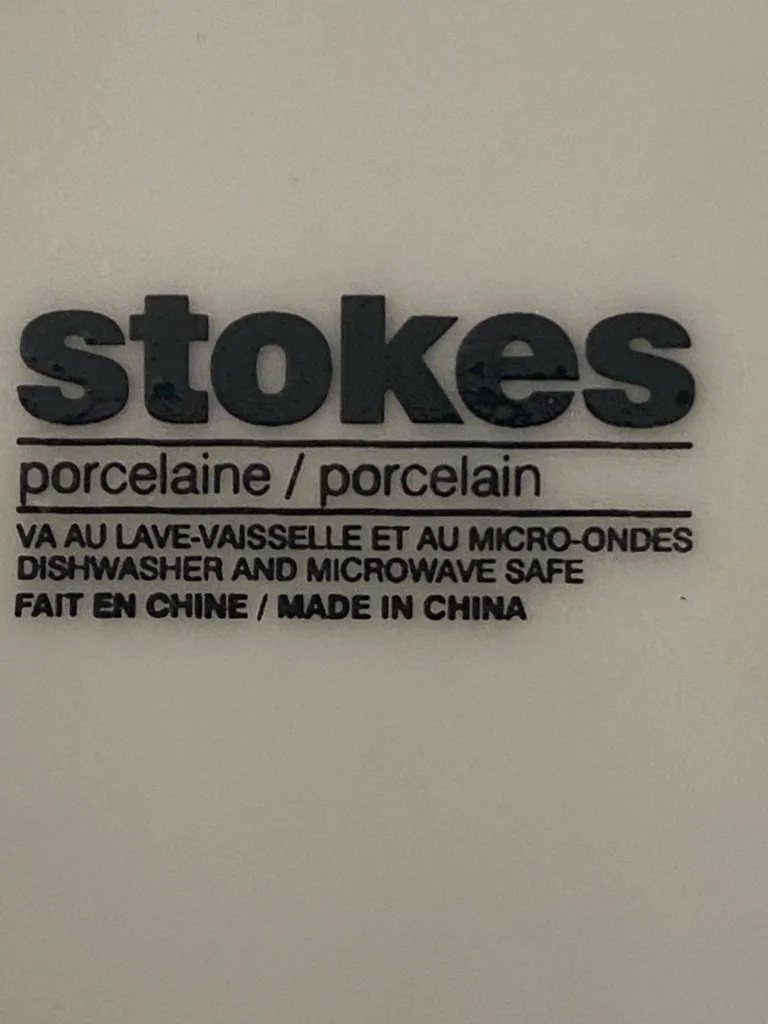 stokes
porcelaine / porcelain
VA AU LAVE-VAISSELLE ET AU MICRO-ONDES
DISHWASHER AND MICROWAVE SAFE
FAIT EN CHINE / MADE IN CHINA